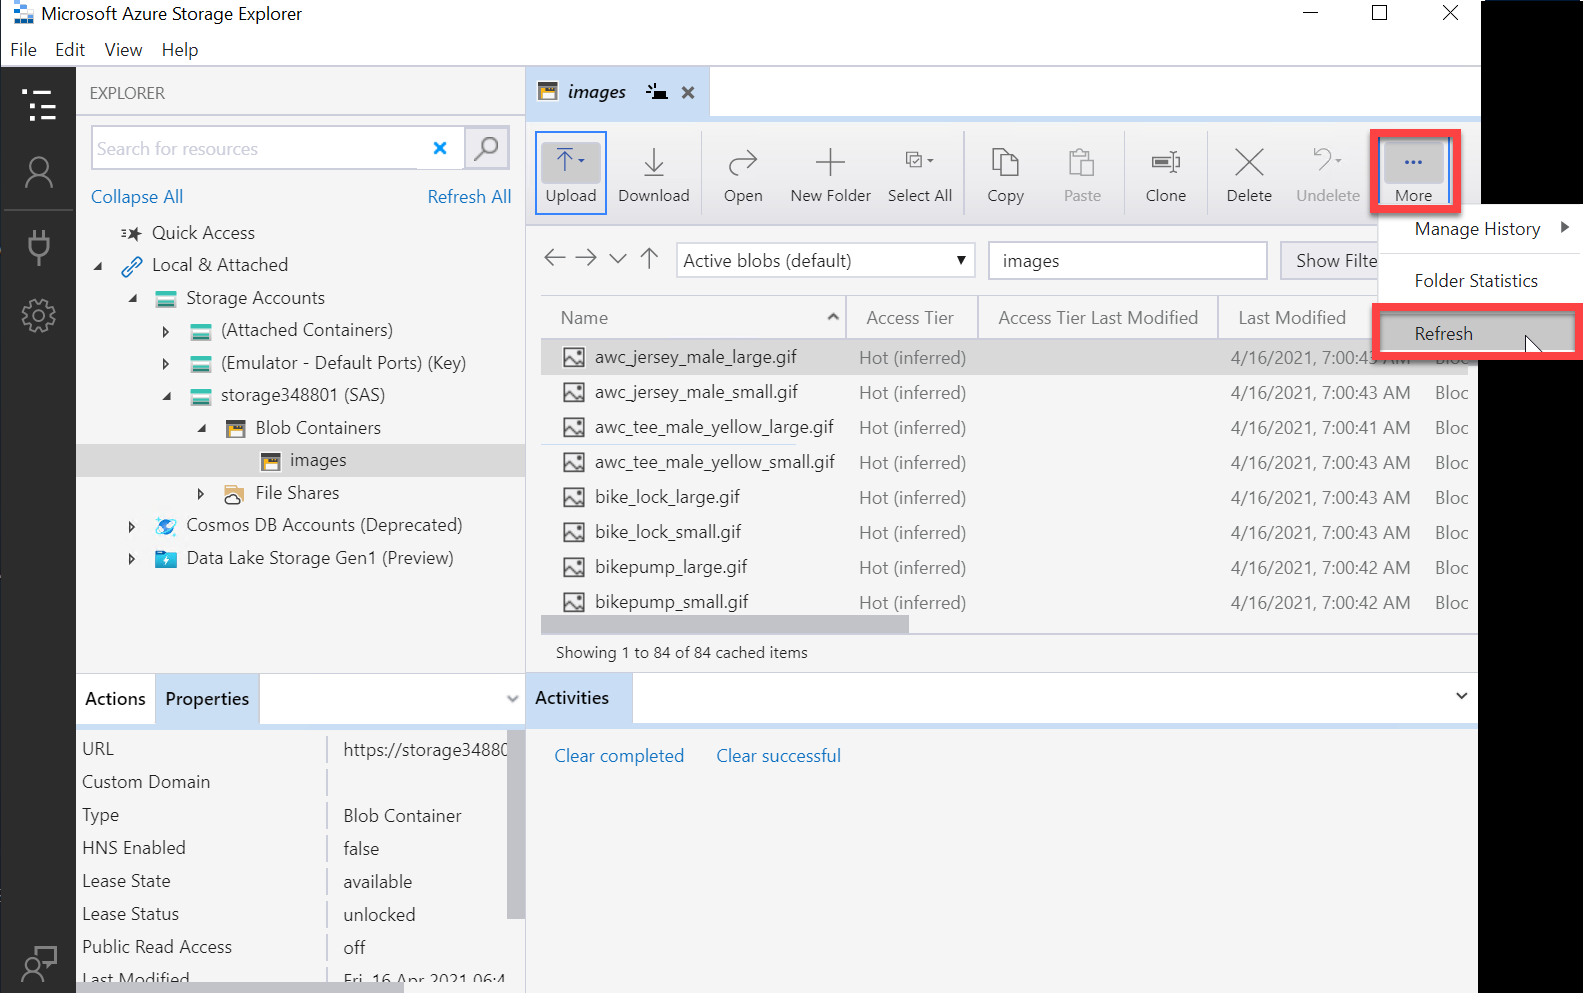 Microsoft Azure Storage Explorer
File Edit View Help
EXPLORER
Search for resources
Collapse All Refresh All
Quick Access
Local & Attached
Storage Accounts
(Attached Containers)
(Emulator - Default Ports) (Key)
storage348801 (SAS)
Blob Containers
images
File Shares
Cosmos DB Accounts (Deprecated)
Data Lake Storage Gen1 (Preview)
Actions Properties
URL https://storage34880
Custom Domain
Type Blob Container
HNS Enabled false
Lease State available
Lease Status unlocked
Public Read Access off
Last Modified Fri, 16 Apr 2021 06:4
images
Upload Download Open New Folder Select All Copy Paste Clone Delete Undelete More
Manage History
Folder Statistics
Refresh
Active blobs (default) images Show Filte
Name Access Tier Access Tier Last Modified Last Modified
awc_jersey_male_large.gif Hot (inferred) 4/16/2021, 7:00:43 AM Bloc
awc_jersey_male_small.gif Hot (inferred) 4/16/2021, 7:00:43 AM Bloc
awc_tee_male_yellow_large.gif Hot (inferred) 4/16/2021, 7:00:41 AM Bloc
awc_tee_male_yellow_small.gif Hot (inferred) 4/16/2021, 7:00:43 AM Bloc
bike_lock_large.gif Hot (inferred) 4/16/2021, 7:00:43 AM Bloc
bike_lock_small.gif Hot (inferred) 4/16/2021, 7:00:43 AM Bloc
bikepump_large.gif Hot (inferred) 4/16/2021, 7:00:42 AM Bloc
bikepump_small.gif Hot (inferred) 4/16/2021, 7:00:42 AM Bloc
Showing 1 to 84 of 84 cached items
Activities
Clear completed Clear successful